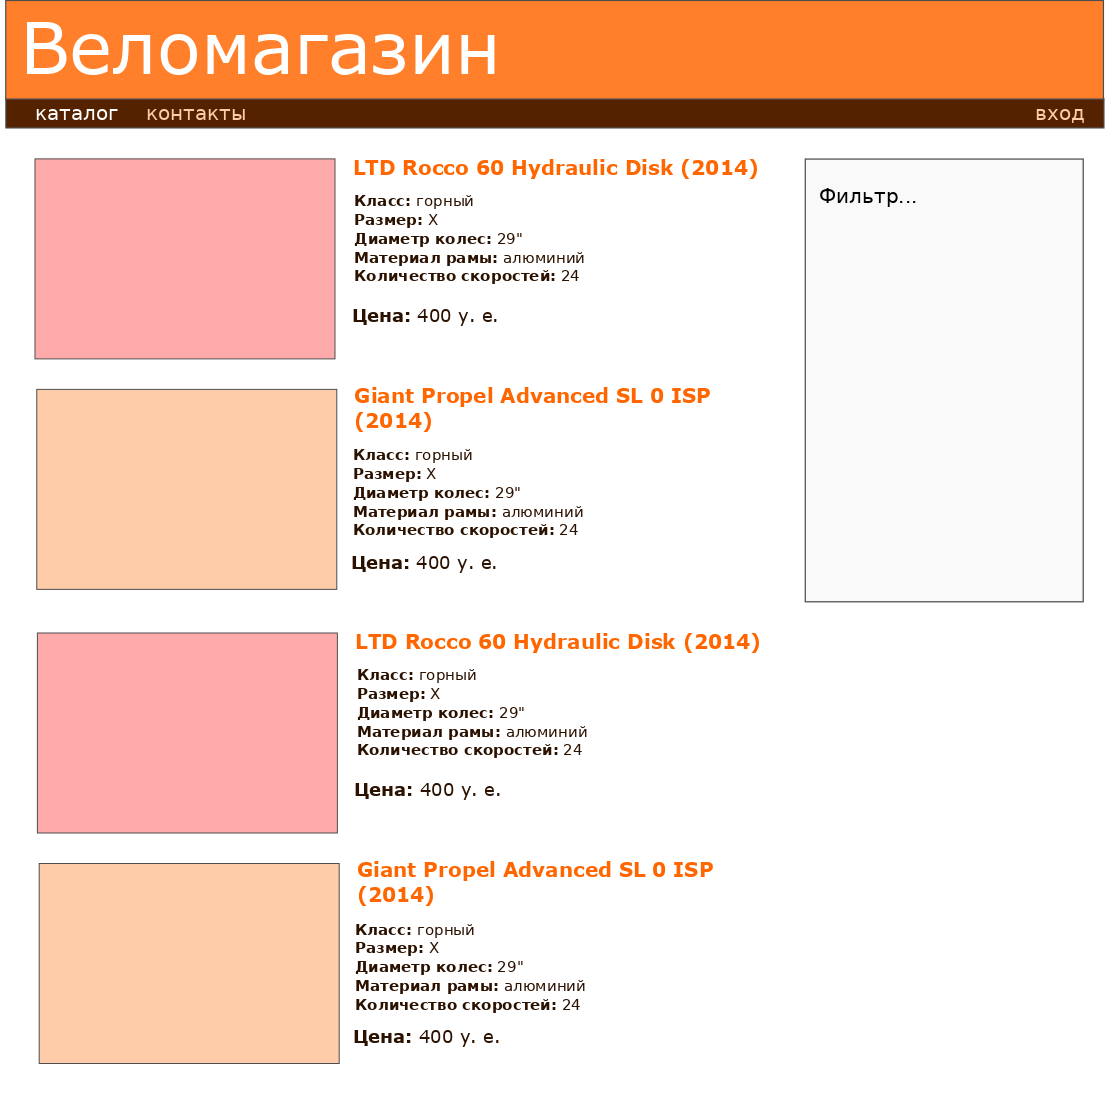 Веломагазин
каталог контакты вход
LTD Rocco 60 Hydraulic Disk (2014)
Класс: горный
Размер: X
Диаметр колес: 29"
Материал рамы: алюминий
Количество скоростей: 24
Цена: 400 у. е.
Фильтр...
Giant Propel Advanced SL 0 ISP
(2014)
Класс: горный
Размер: X
Диаметр колес: 29"
Материал рамы: алюминий
Количество скоростей: 24
Цена: 400 у. е.
LTD Rocco 60 Hydraulic Disk (2014)
Класс: горный
Размер: X
Диаметр колес: 29"
Материал рамы: алюминий
Количество скоростей: 24
Цена: 400 у. е.
Giant Propel Advanced SL 0 ISP
(2014)
Класс: горный
Размер: X
Диаметр колес: 29"
Материал рамы: алюминий
Количество скоростей: 24
Цена: 400 у. е.